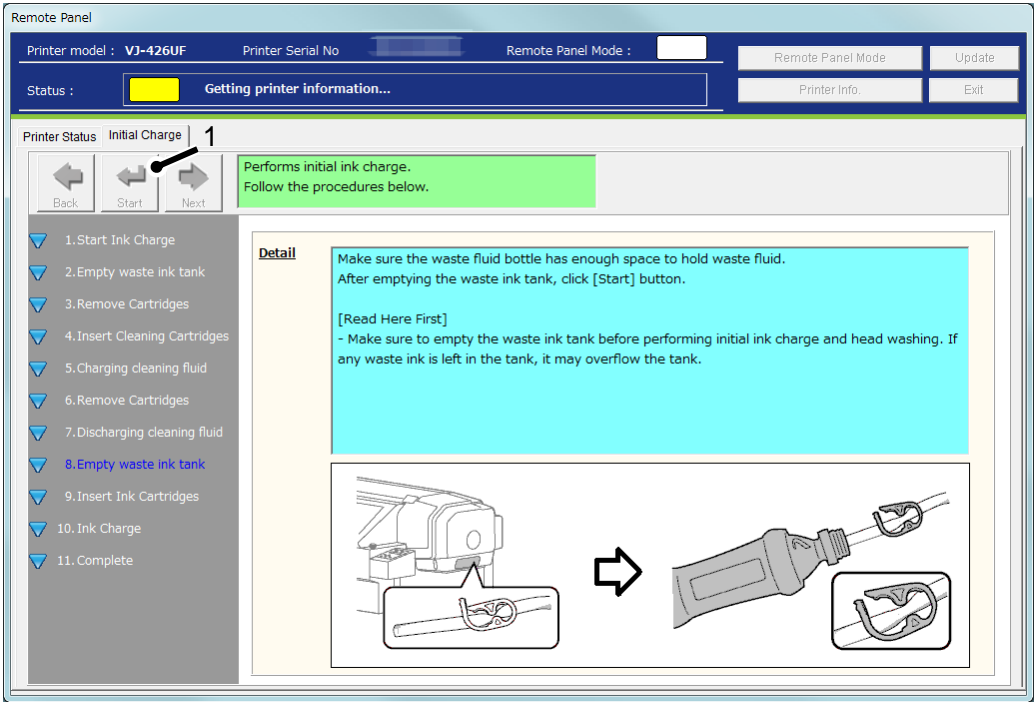 Remote Panel
Printer model : VJ-426UF Printer Serial No Remote Panel Mode :
Remote Panel Mode Update
Status : Getting printer information...
Printer Info. Exit
Printer Status Initial Charge 1
Performs initial ink charge.
Follow the procedures below.
Back Start Next
1.Start Ink Charge
2.Empty waste ink tank
3.Remove Cartridges
4.Insert Cleaning Cartridges
5.Charging cleaning fluid
6.Remove Cartridges
7.Discharging cleaning fluid
8.Empty waste ink tank
9.Insert Ink Cartridges
10.Ink Charge
11.Complete
Detail
Make sure the waste fluid bottle has enough space to hold waste fluid.
After emptying the waste ink tank, click [Start] button.
[Read Here First]
- Make sure to empty the waste ink tank before performing initial ink charge and head washing. If
any waste ink is left in the tank, it may overflow the tank.